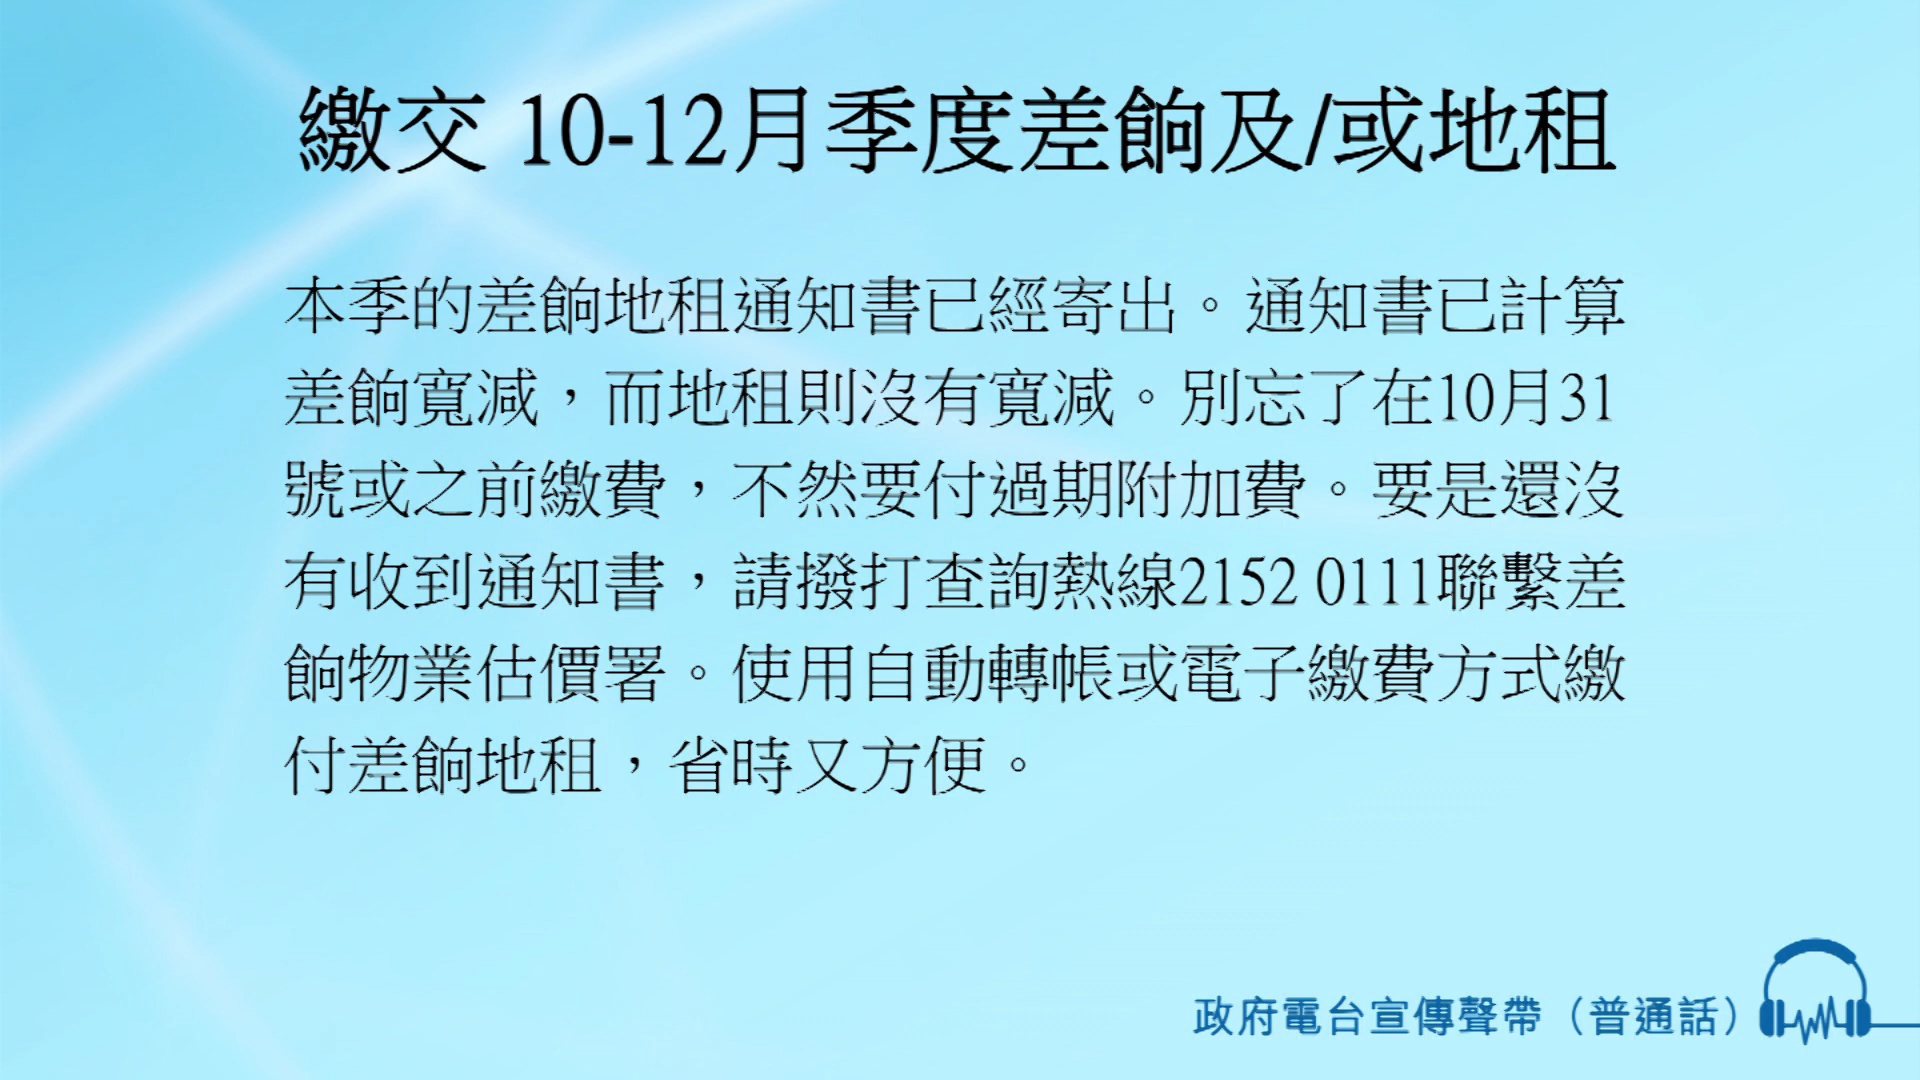 繳交 10-12月季度差餉及/或地租
本季的差餉地租通知書已經寄出。通知書已計算
差餉寬減，而地租則沒有寬減。別忘了在10月31
號或之前繳費，不然要付過期附加費。要是還沒
有收到通知書，請撥打查詢熱線2152 0111聯繫差
餉物業估價署。使用自動轉帳或電子繳費方式繳
付差餉地租，省時又方便。
政府電台宣傳聲帶（普通話）